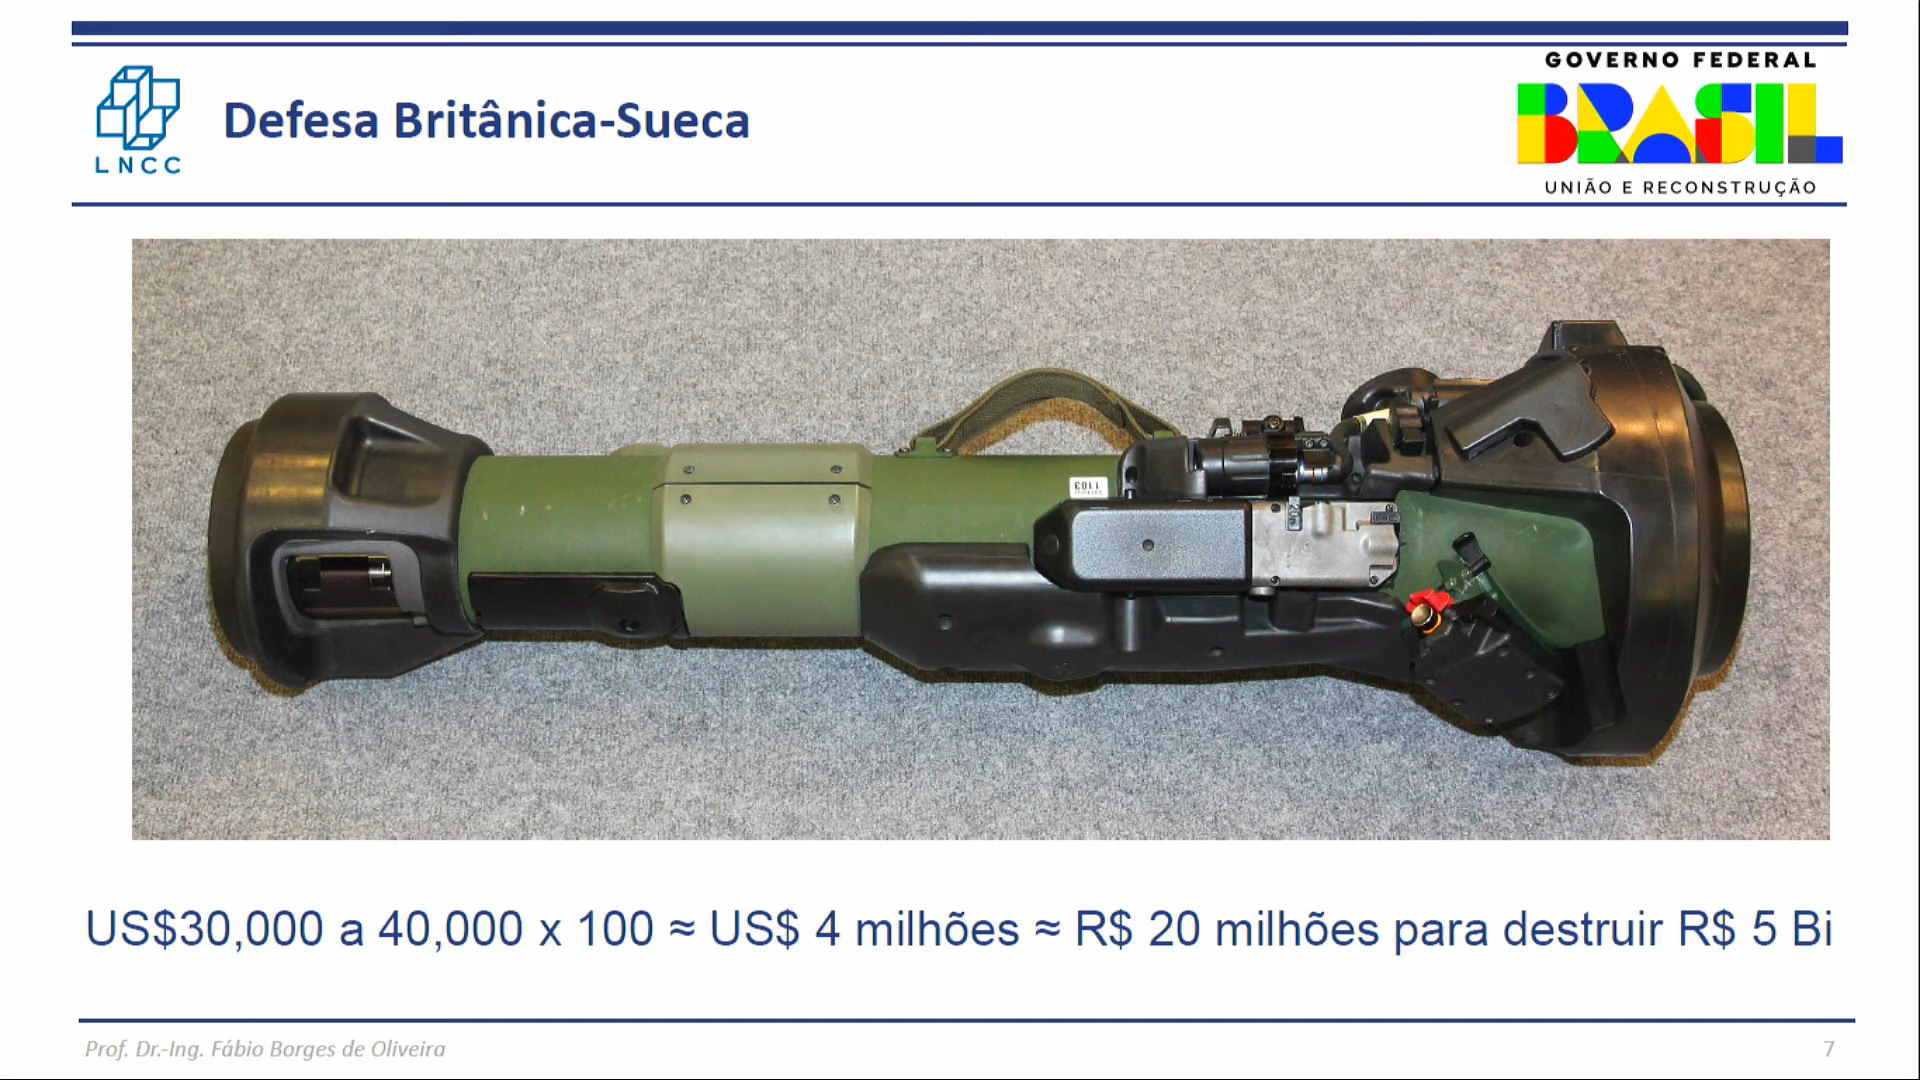 GOVERNO FEDERAL
BRASIL
UNIÃO E RECONSTRUÇÃO
LNCC
Defesa Britânica-Sueca
1103
US$30,000 a 40,000 x 100 ≈ US$ 4 milhões ≈ R$ 20 milhões para destruir R$ 5 Bi
Prof. Dr.-Ing. Fábio Borges de Oliveira
7